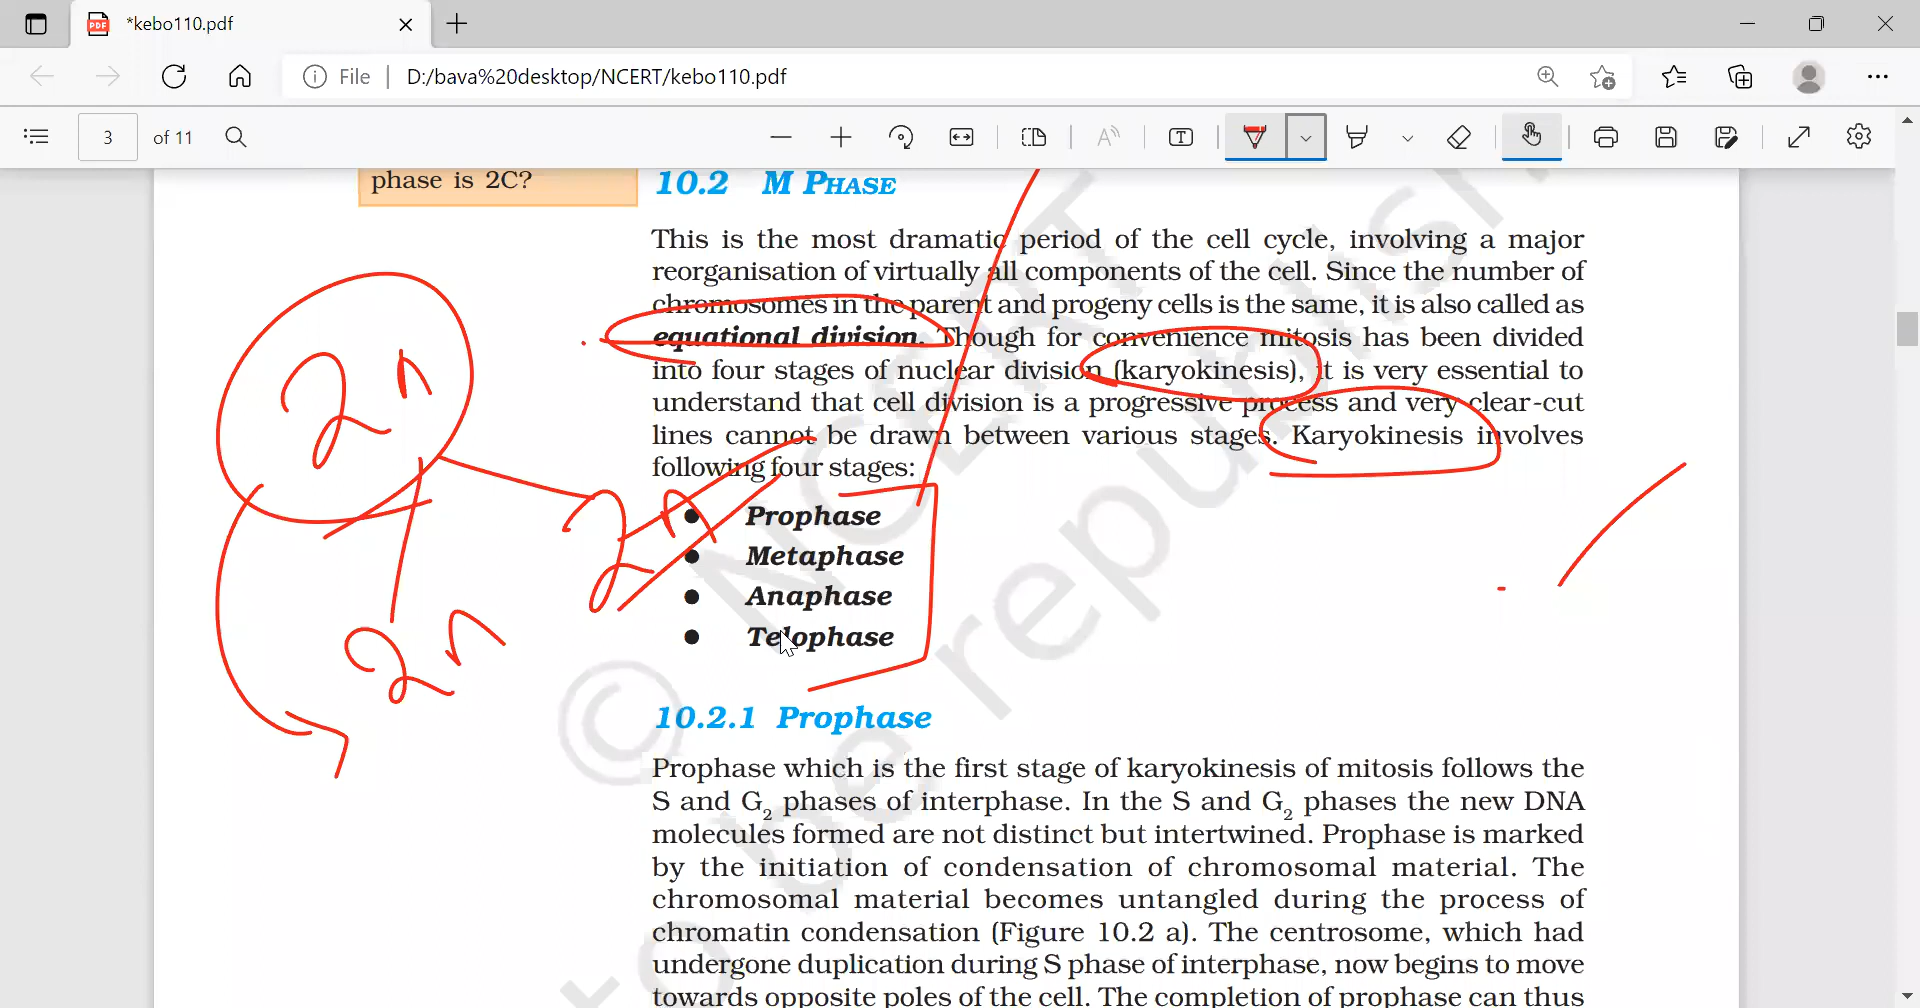 *kebo110.pdf
File
D:/bava%20desktop/NCERT/kebo110.pdf
3 of 11
phase is 2C?
10.2 M PHASE
This is the most dramatic period of the cell cycle, involving a major
reorganisation of virtually all components of the cell. Since the number of
chromosomes in the parent and progeny cells is the same, it is also called as
equational division. Though for convenience mitosis has been divided
into four stages of nuclear division (karyokinesis), it is very essential to
understand that cell division is a progressive process and very clear-cut
lines cannot be drawn between various stages. Karyokinesis involves
following four stages:
2n
2n
2n
● Prophase
● Metaphase
● Anaphase
● Telophase
10.2.1 Prophase
Prophase which is the first stage of karyokinesis of mitosis follows the
S and G₂ phases of interphase. In the S and G₂ phases the new DNA
molecules formed are not distinct but intertwined. Prophase is marked
by the initiation of condensation of chromosomal material. The
chromosomal material becomes untangled during the process of
chromatin condensation (Figure 10.2 a). The centrosome, which had
undergone duplication during S phase of interphase, now begins to move
towards opposite poles of the cell. The completion of prophase can thus
© NCERT
to be republish